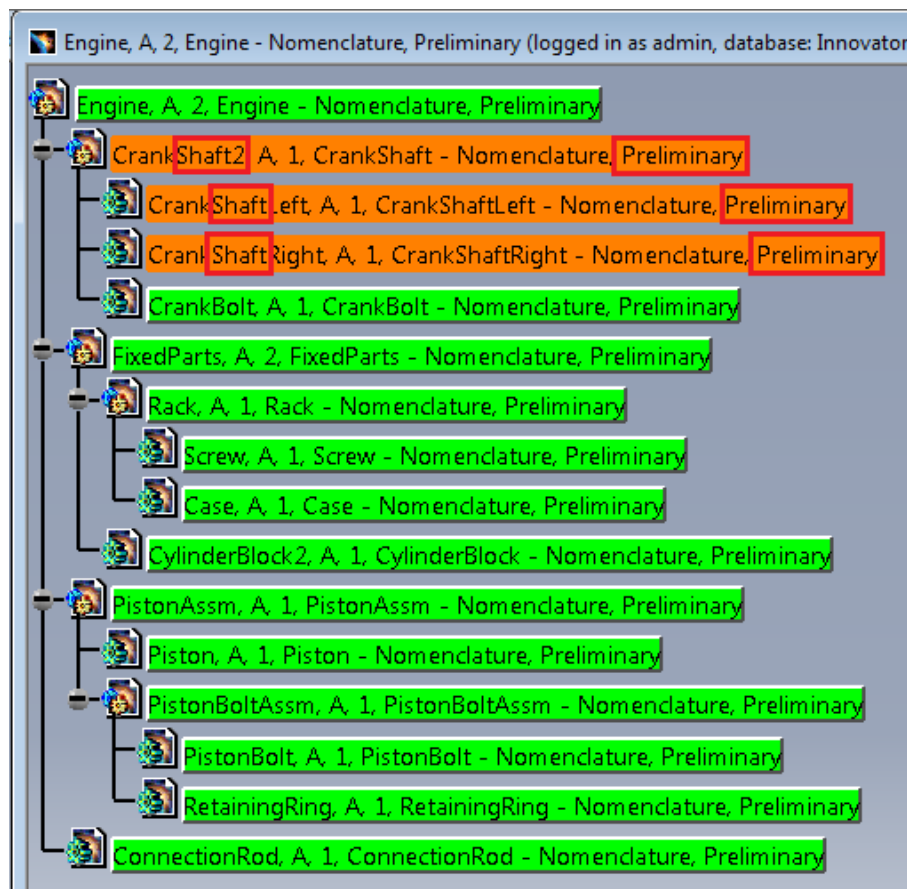 Engine, A, 2, Engine - Nomenclature, Preliminary (logged in as admin, database: Innovator
Engine, A, 2, Engine - Nomenclature, Preliminary
CrankShaft2, A, 1, CrankShaft - Nomenclature, Preliminary
CrankShaftLeft, A, 1, CrankShaftLeft - Nomenclature, Preliminary
CrankShaftRight, A, 1, CrankShaftRight - Nomenclature, Preliminary
CrankBolt, A, 1, CrankBolt - Nomenclature, Preliminary
FixedParts, A, 2, FixedParts - Nomenclature, Preliminary
Rack, A, 1, Rack - Nomenclature, Preliminary
Screw, A, 1, Screw - Nomenclature, Preliminary
Case, A, 1, Case - Nomenclature, Preliminary
CylinderBlock2, A, 1, CylinderBlock - Nomenclature, Preliminary
PistonAssm, A, 1, PistonAssm - Nomenclature, Preliminary
Piston, A, 1, Piston - Nomenclature, Preliminary
PistonBoltAssm, A, 1, PistonBoltAssm - Nomenclature, Preliminary
PistonBolt, A, 1, PistonBolt - Nomenclature, Preliminary
RetainingRing, A, 1, RetainingRing - Nomenclature, Preliminary
ConnectionRod, A, 1, ConnectionRod - Nomenclature, Preliminary